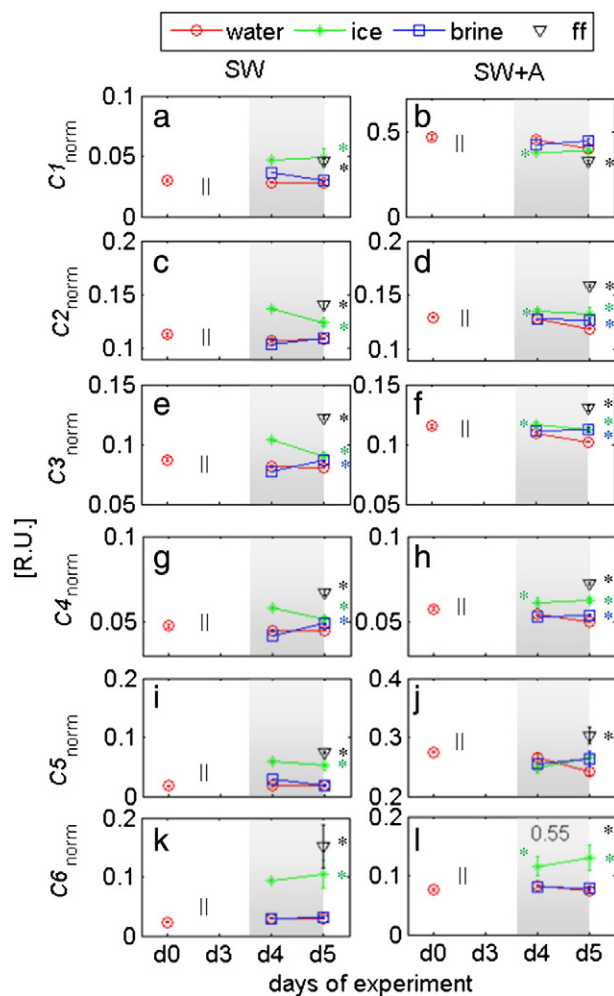 water ice brine ff
SW SW+A
a b
0.1
0.05
0
C1norm
0.5
0
* * * *
c d
0.2
0.15
0.1
C2norm
0.2
0.15
0.1
* * * * * *
e f
0.15
0.1
0.05
C3norm
0.15
0.1
0.05
* * * * * * *
[R.U.]
g h
0.1
0.05
0
C4norm
0.1
0.05
0
* * * * * * *
i j
0.2
0.1
0
C5norm
0.4
0.3
0.2
* * *
k l
0.2
0.1
0
C6norm
0.2
0.1
0
0.55
* * * * *
d0 d3 d4 d5 d0 d3 d4 d5
days of experiment